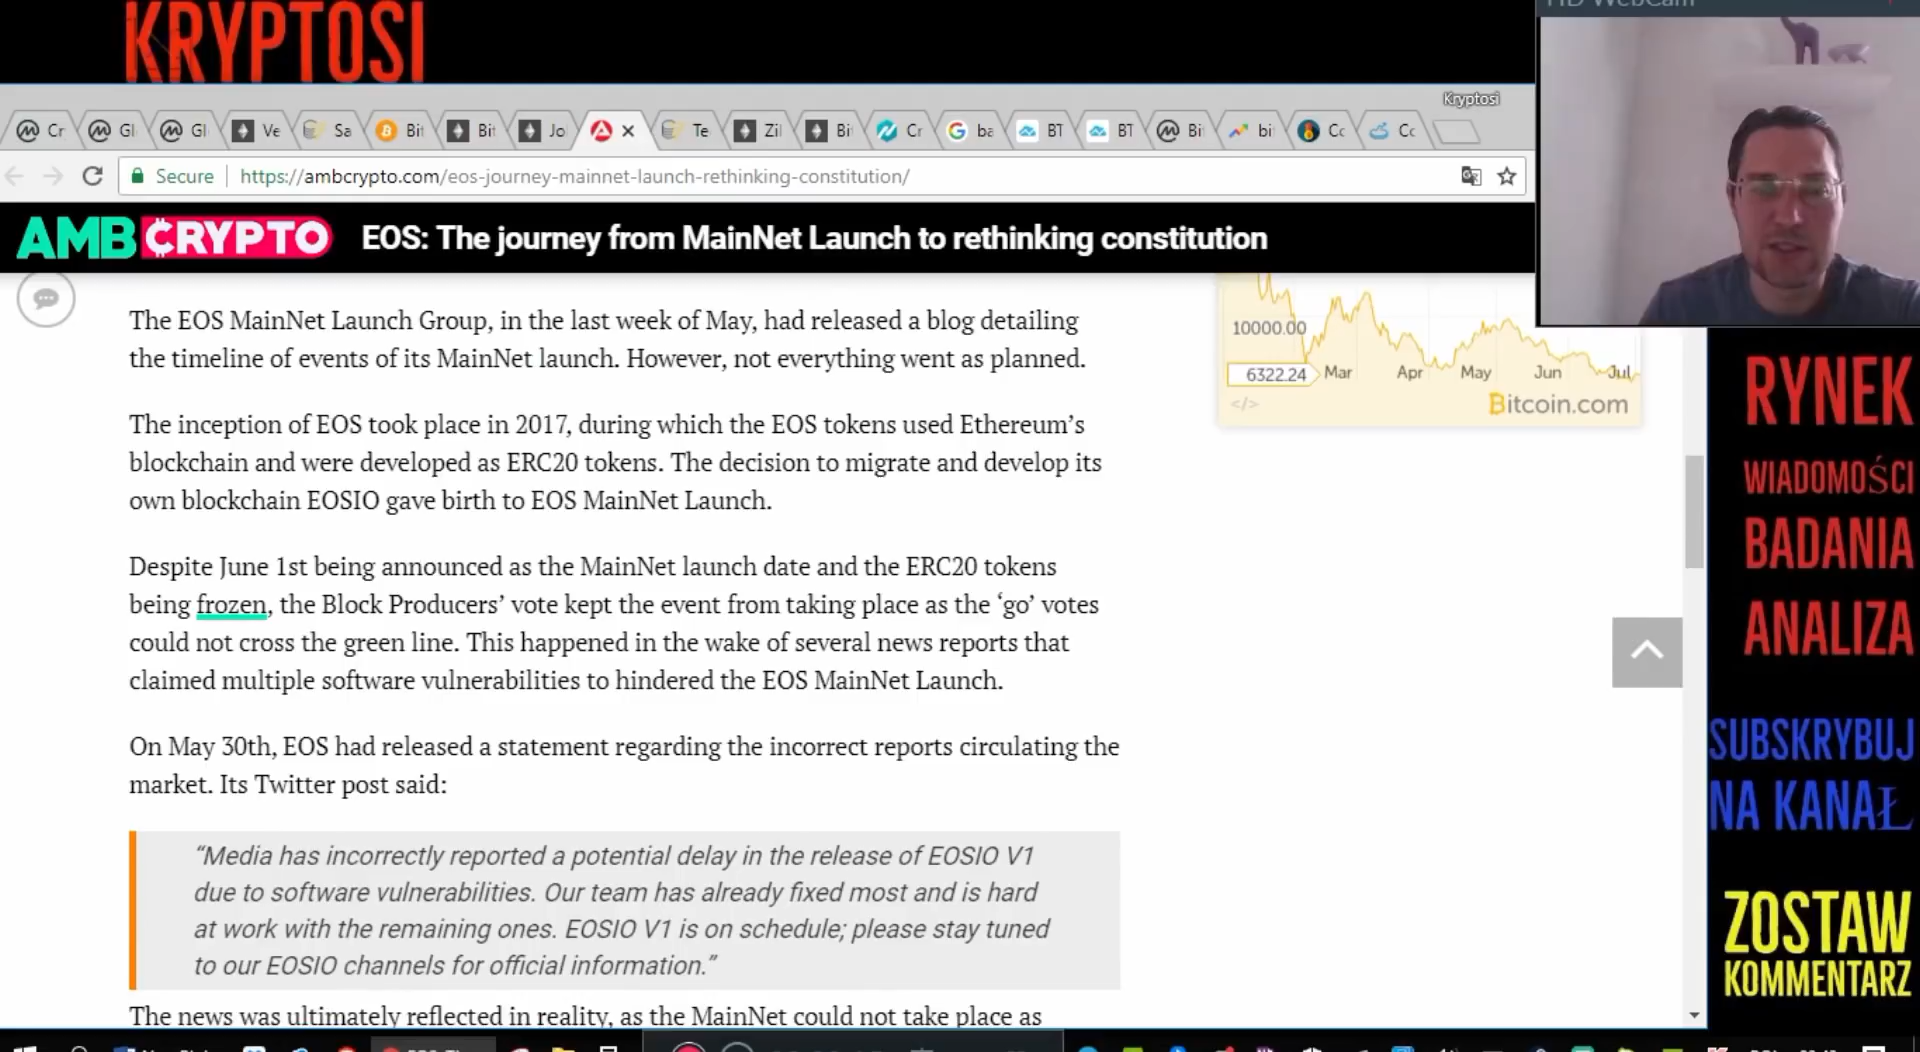 HD WebCam
KRYPTOSI
Kryptosi
Cr
Gl
Gl
Ve
Sa
Bit
Bit
Jo
Te
Zil
Bi
Cr
ba
BT
BT
Bi
bi
Cc
Cc
Secure
https://ambcrypto.com/eos-journey-mainnet-launch-rethinking-constitution/
AMBCRYPTO
EOS: The journey from MainNet Launch to rethinking constitution
The EOS MainNet Launch Group, in the last week of May, had released a blog detailing
the timeline of events of its MainNet launch. However, not everything went as planned.
The inception of EOS took place in 2017, during which the EOS tokens used Ethereum’s
blockchain and were developed as ERC20 tokens. The decision to migrate and develop its
own blockchain EOSIO gave birth to EOS MainNet Launch.
Despite June 1st being announced as the MainNet launch date and the ERC20 tokens
being frozen, the Block Producers’ vote kept the event from taking place as the ‘go’ votes
could not cross the green line. This happened in the wake of several news reports that
claimed multiple software vulnerabilities to hindered the EOS MainNet Launch.
On May 30th, EOS had released a statement regarding the incorrect reports circulating the
market. Its Twitter post said:
“Media has incorrectly reported a potential delay in the release of EOSIO V1
due to software vulnerabilities. Our team has already fixed most and is hard
at work with the remaining ones. EOSIO V1 is on schedule; please stay tuned
to our EOSIO channels for official information.”
The news was ultimately reflected in reality, as the MainNet could not take place as
10000.00
6322.24
Mar Apr May Jun Jul
</>
Bitcoin.com
RYNEK
WIADOMOŚCI
BADANIA
ANALIZA
SUBSKRYBUJ
NA KANAŁ
ZOSTAW
KOMMENTARZ